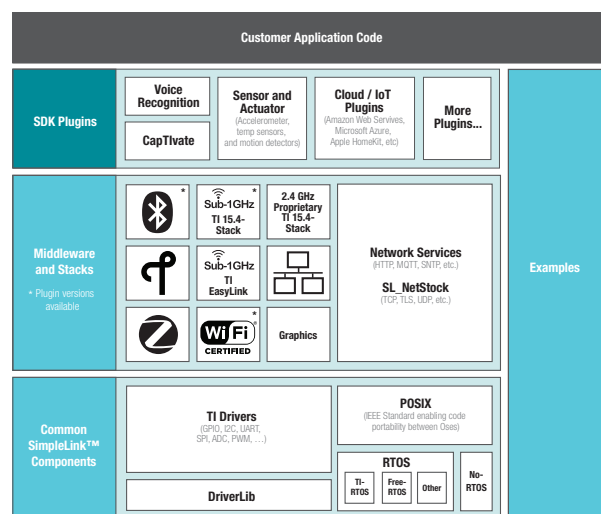 Customer Application Code
SDK Plugins
Voice
Recognition
CapTIvate
Sensor and
Actuator
(Accelerometer,
temp sensors,
and motion detectors)
Cloud / IoT
Plugins
(Amazon Web Servives,
Microsoft Azure,
Apple HomeKit, etc)
More
Plugins...
Examples
Middleware
and Stacks
* Plugin versions
available
*
*
Sub-1GHz
TI 15.4-
Stack
2.4 GHz
Proprietary
TI 15.4-
Stack
Sub-1GHz
TI
EasyLink
*
Wi Fi®
CERTIFIED
Graphics
Network Services
(HTTP, MQTT, SNTP, etc.)
SL_NetStock
(TCP, TLS, UDP, etc.)
Common
SimpleLink™
Components
TI Drivers
(GPIO, I2C, UART,
SPI, ADC, PWM, …)
DriverLib
POSIX
(IEEE Standard enabling code
portability between Oses)
RTOS
TI-
RTOS
Free-
RTOS
Other
No-
RTOS